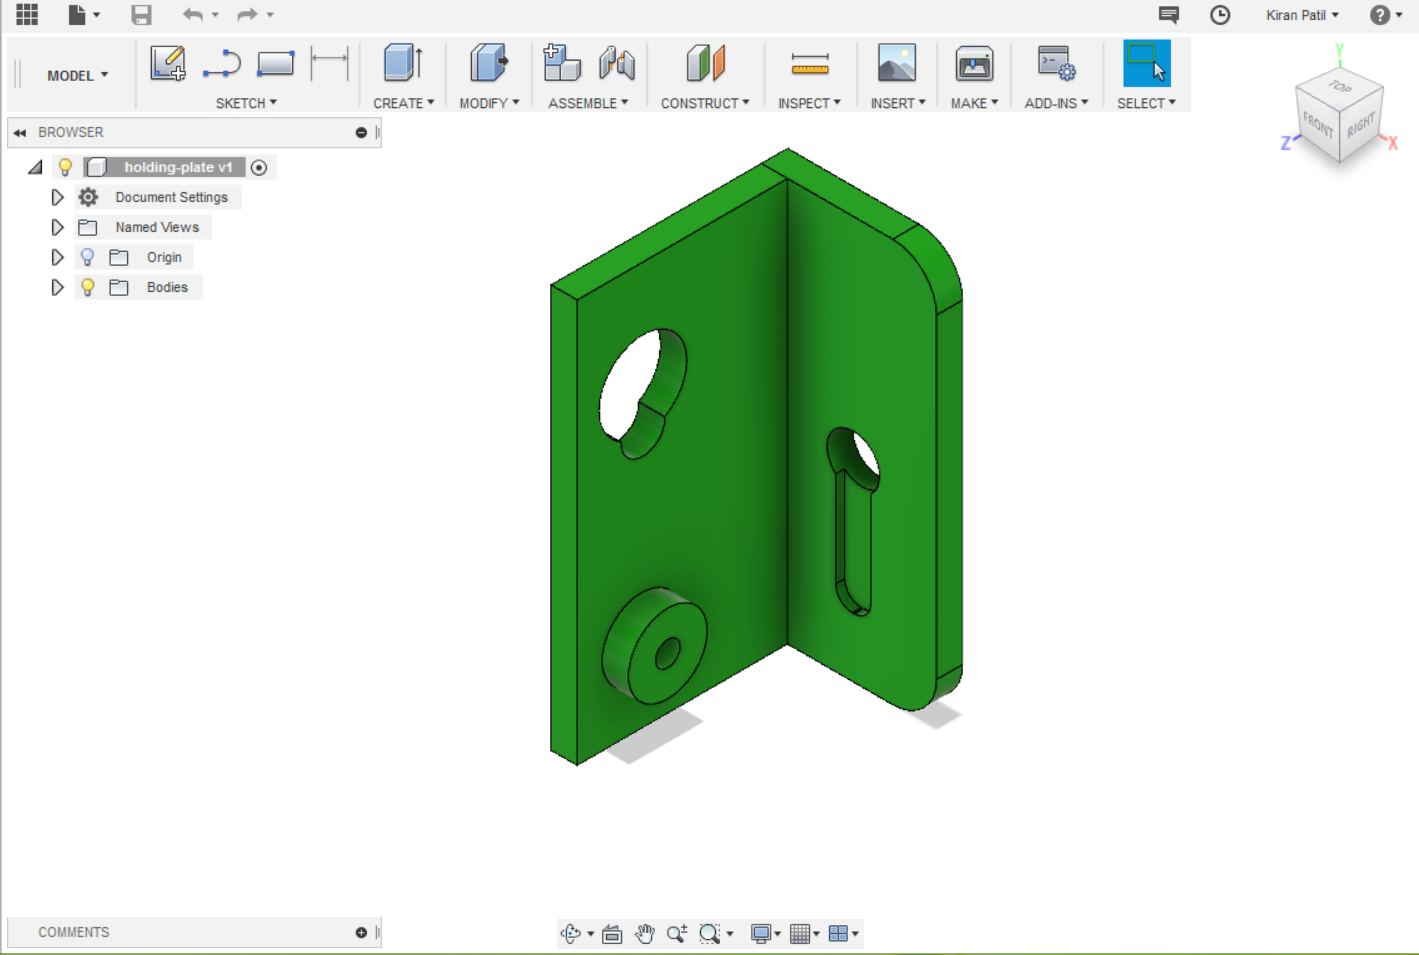 Kiran Patil
?
MODEL
SKETCH
CREATE
MODIFY
ASSEMBLE
CONSTRUCT
INSPECT
INSERT
MAKE
ADD-INS
SELECT
Y
TOP
FRONT
RIGHT
Z
X
BROWSER
holding-plate v1
Document Settings
Named Views
Origin
Bodies
COMMENTS